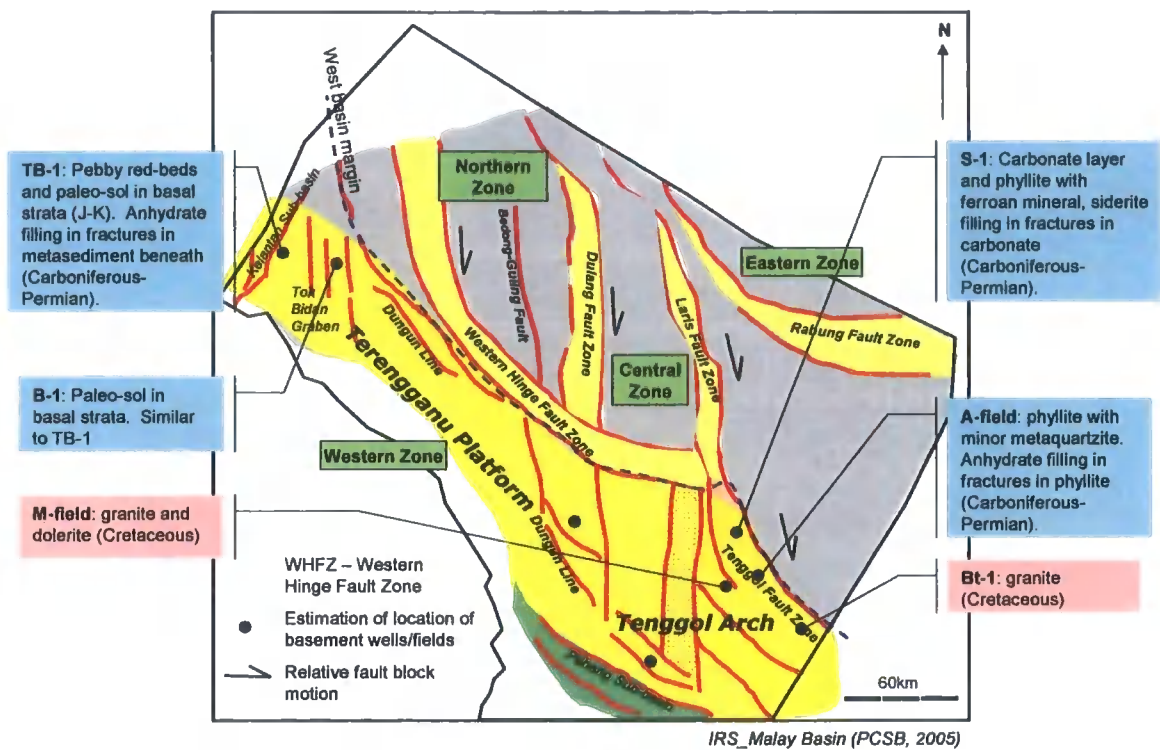 N
West basin margin
TB-1: Pebby red-beds
and paleo-sol in basal
strata (J-K). Anhydrate
filling in fractures in
metasediment beneath
(Carboniferous-
Permian).
B-1: Paleo-sol in
basal strata. Similar
to TB-1
M-field: granite and
dolerite (Cretaceous)
Northern
Zone
Eastern Zone
Central
Zone
Western Zone
Kelantan Sub-basin
Tok
Bidan
Graben
Dungun Line
Terengganu Platform
Western Hinge Fault Zone
Bedong-Guling Fault
Dulang Fault Zone
Laris Fault Zone
Rabung Fault Zone
Dungun Line
Tenggol Fault Zone
Tenggol Arch
S-1: Carbonate layer
and phyllite with
ferroan mineral, siderite
filling in fractures in
carbonate
(Carboniferous-
Permian).
A-field: phyllite with
minor metaquartzite.
Anhydrate filling in
fractures in phyllite
(Carboniferous-
Permian).
Bt-1: granite
(Cretaceous)
WHFZ – Western
Hinge Fault Zone
Estimation of location of
basement wells/fields
Relative fault block
motion
60km
IRS_Malay Basin (PCSB, 2005)